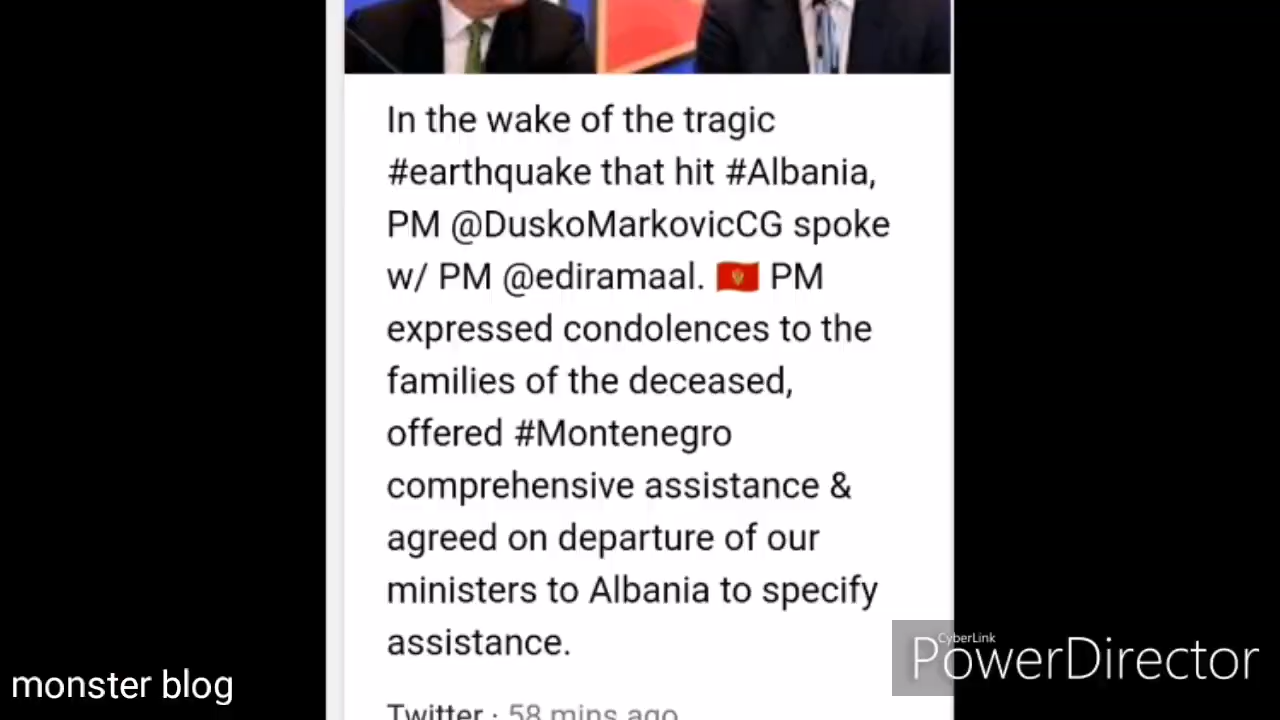 In the wake of the tragic
#earthquake that hit #Albania,
PM @DuskoMarkovicCG spoke
w/ PM @ediramaal. 🇲🇪 PM
expressed condolences to the
families of the deceased,
offered #Montenegro
comprehensive assistance &
agreed on departure of our
ministers to Albania to specify
assistance.
Twitter · 58 mins ago
monster blog
CyberLink
PowerDirector